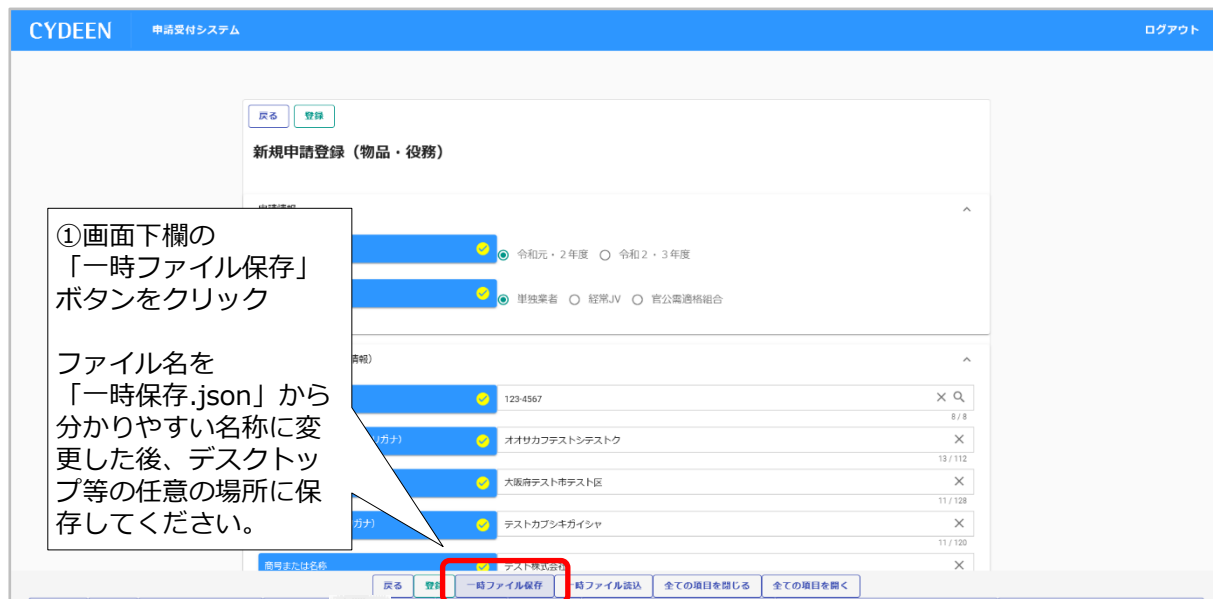 CYDEEN 申請受付システム ログアウト
戻る 登録
新規申請登録（物品・役務）
令和元・２年度 令和２・３年度
単独業者 経常JV 官公需適格組合
①画面下欄の
「一時ファイル保存」
ボタンをクリック
ファイル名を
「一時保存.json」から
分かりやすい名称に変
更した後、デスクトッ
プ等の任意の場所に保
存してください。
情報）
123-4567
8 / 8
ガナ） オオサカフテストシテストク
13 / 112
大阪府テスト市テスト区
11 / 128
ガナ） テストカブシキガイシャ
11 / 120
商号または名称 テスト株式会社
戻る 登録 一時ファイル保存 一時ファイル読込 全ての項目を閉じる 全ての項目を開く